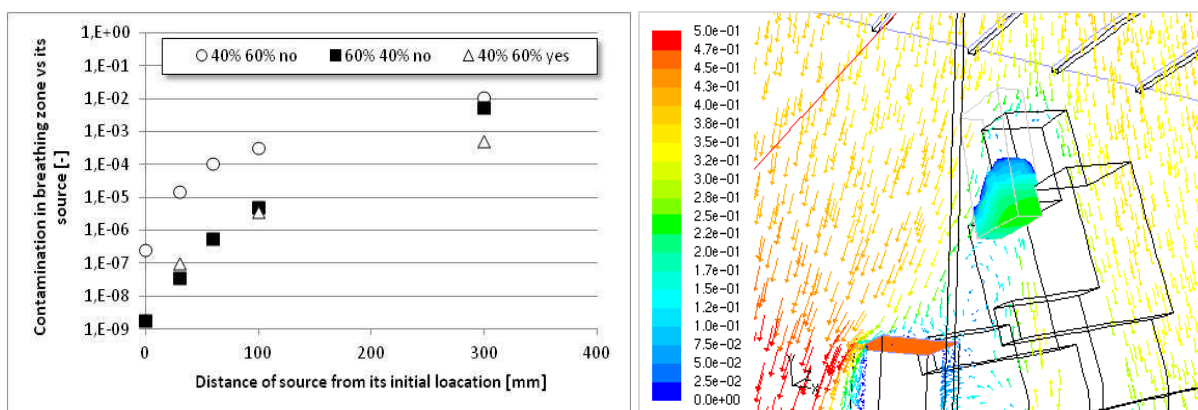 1,E+00
1,E-01
1,E-02
1,E-03
1,E-04
1,E-05
1,E-06
1,E-07
1,E-08
1,E-09
○ 40% 60% no ■ 60% 40% no △ 40% 60% yes
Contamination in breathing zone vs its
source [-]
0 100 200 300 400
Distance of source from its initial loacation [mm]
5.0e-01
4.7e-01
4.5e-01
4.3e-01
4.0e-01
3.8e-01
3.5e-01
3.2e-01
3.0e-01
2.8e-01
2.5e-01
2.2e-01
2.0e-01
1.7e-01
1.5e-01
1.2e-01
1.0e-01
7.5e-02
5.0e-02
2.5e-02
0.0e+00
Y
X